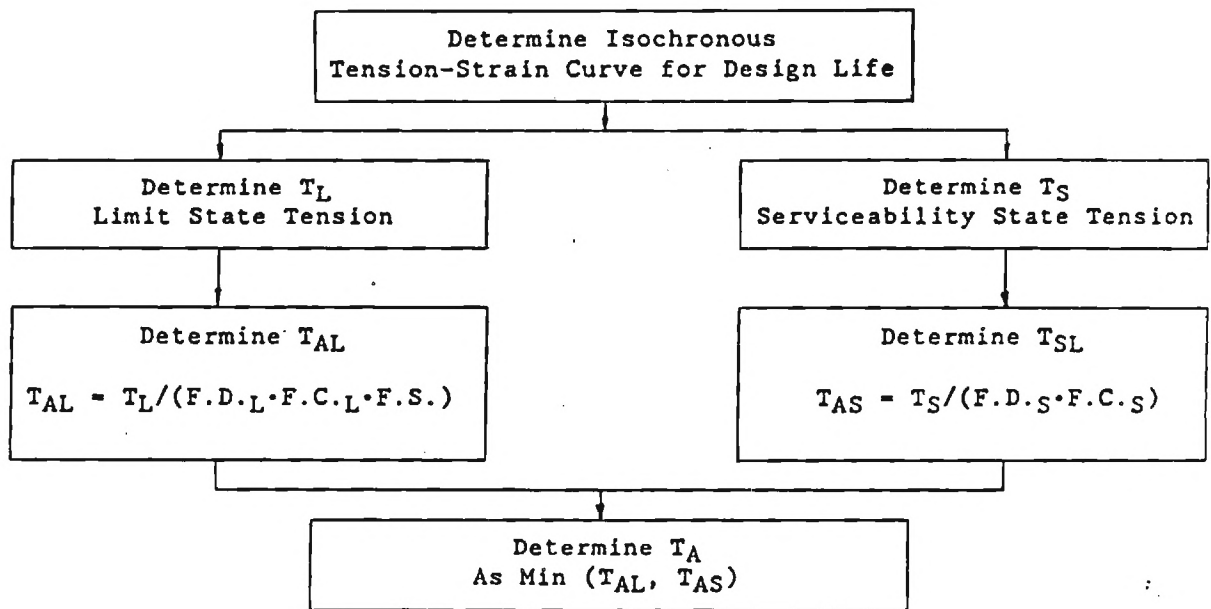 Determine Isochronous
Tension-Strain Curve for Design Life
Determine T_L
Limit State Tension
Determine T_S
Serviceability State Tension
Determine T_AL
T_AL = T_L/(F.D._L·F.C._L·F.S.)
Determine T_SL
T_AS = T_S/(F.D._S·F.C._S)
Determine T_A
As Min (T_AL, T_AS)